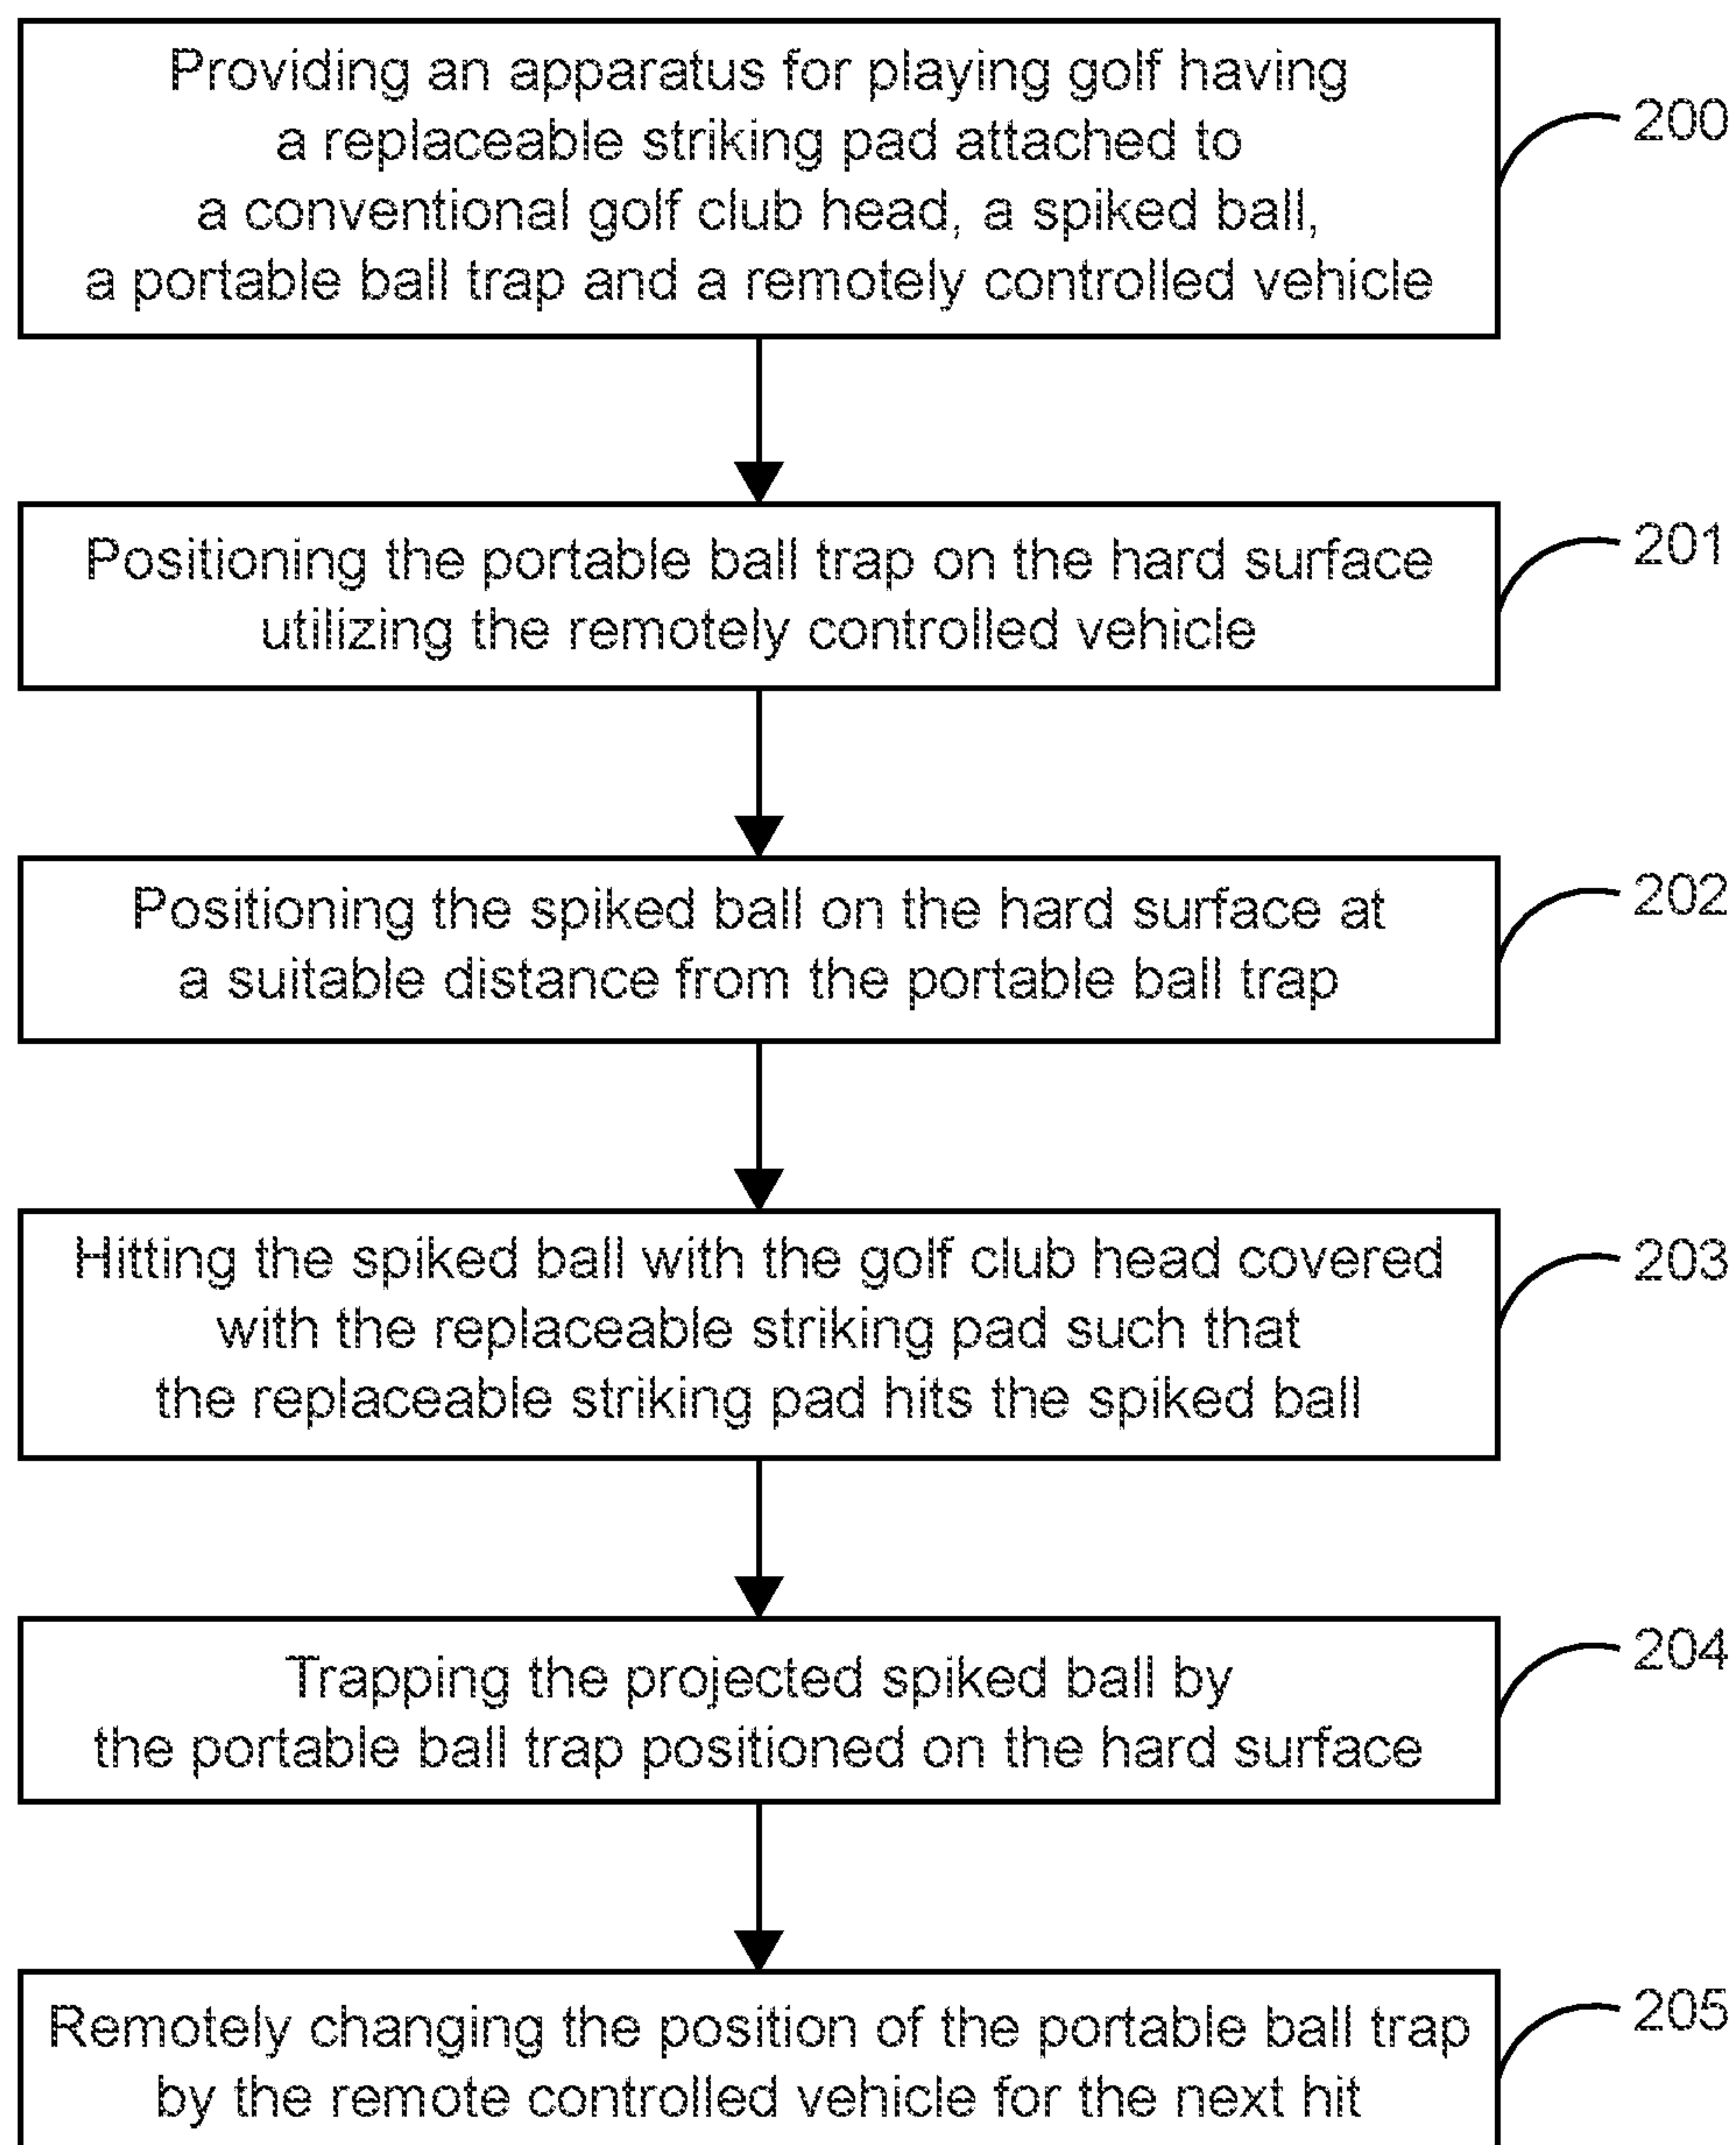 Providing an apparatus for playing golf having
a replaceable striking pad attached to
a conventional golf club head, a spiked ball,
a portable ball trap and a remotely controlled vehicle
200
Positioning the portable ball trap on the hard surface
utilizing the remotely controlled vehicle
201
Positioning the spiked ball on the hard surface at
a suitable distance from the portable ball trap
202
Hitting the spiked ball with the golf club head covered
with the replaceable striking pad such that
the replaceable striking pad hits the spiked ball
203
Trapping the projected spiked ball by
the portable ball trap positioned on the hard surface
204
Remotely changing the position of the portable ball trap
by the remote controlled vehicle for the next hit
205